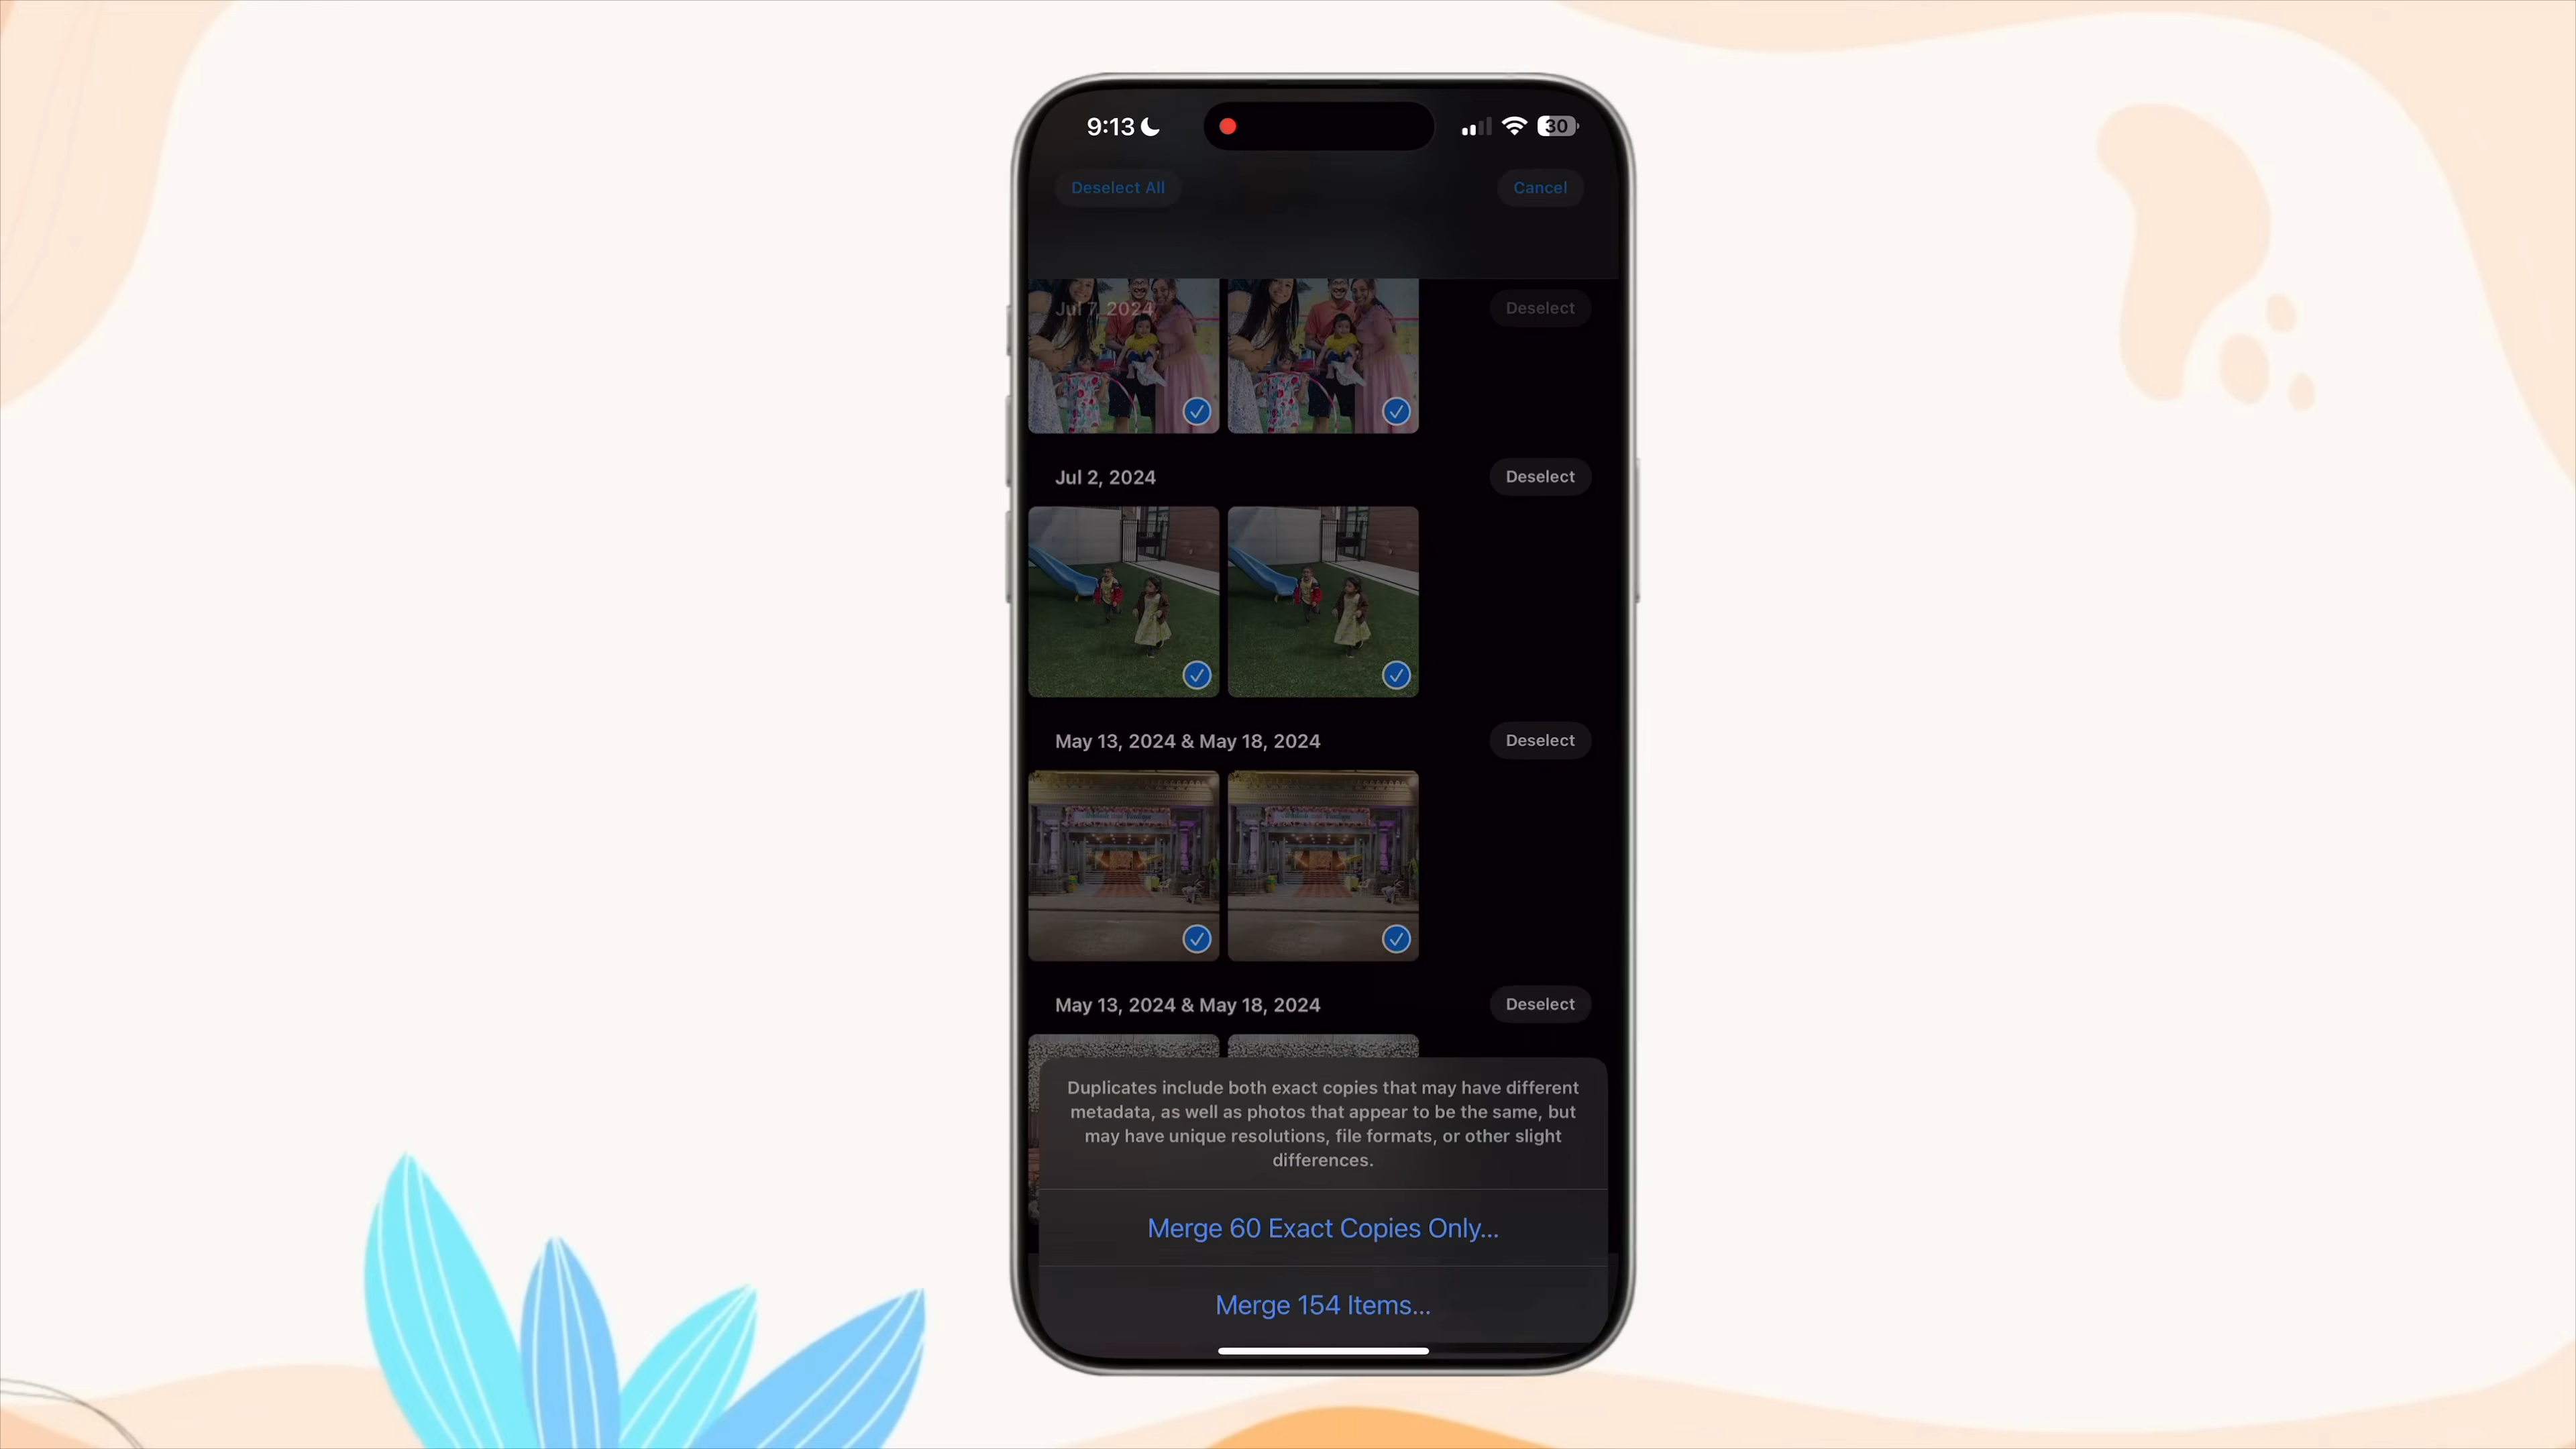 9:13
30
Deselect All
Cancel
Jul 7, 2024
Deselect
Jul 2, 2024
Deselect
May 13, 2024 & May 18, 2024
Deselect
May 13, 2024 & May 18, 2024
Deselect
Duplicates include both exact copies that may have different
metadata, as well as photos that appear to be the same, but
may have unique resolutions, file formats, or other slight
differences.
Merge 60 Exact Copies Only...
Merge 154 Items...